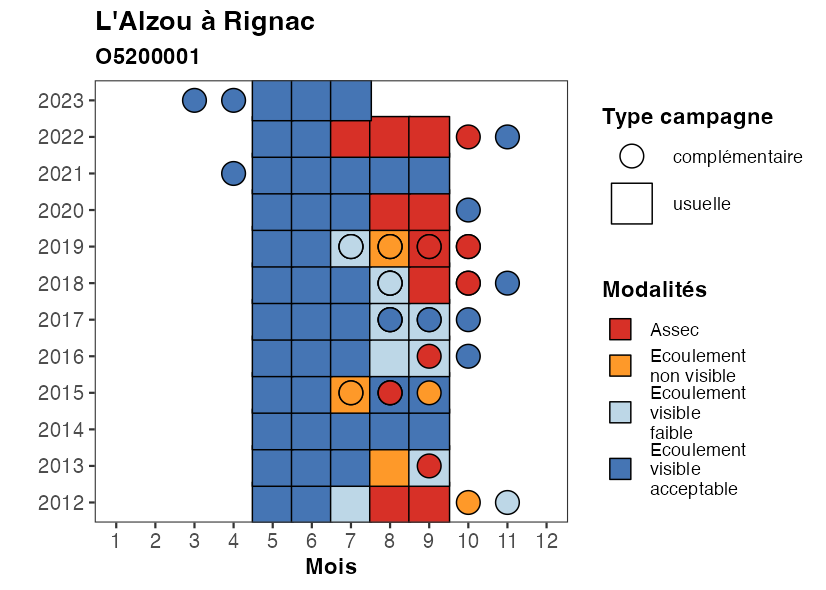 L'Alzou à Rignac
O5200001
2023
2022
2021
2020
2019
2018
2017
2016
2015
2014
2013
2012
1 2 3 4 5 6 7 8 9 10 11 12
Mois
Type campagne
complémentaire
usuelle
Modalités
Assec
Ecoulement
non visible
Ecoulement
visible
faible
Ecoulement
visible
acceptable